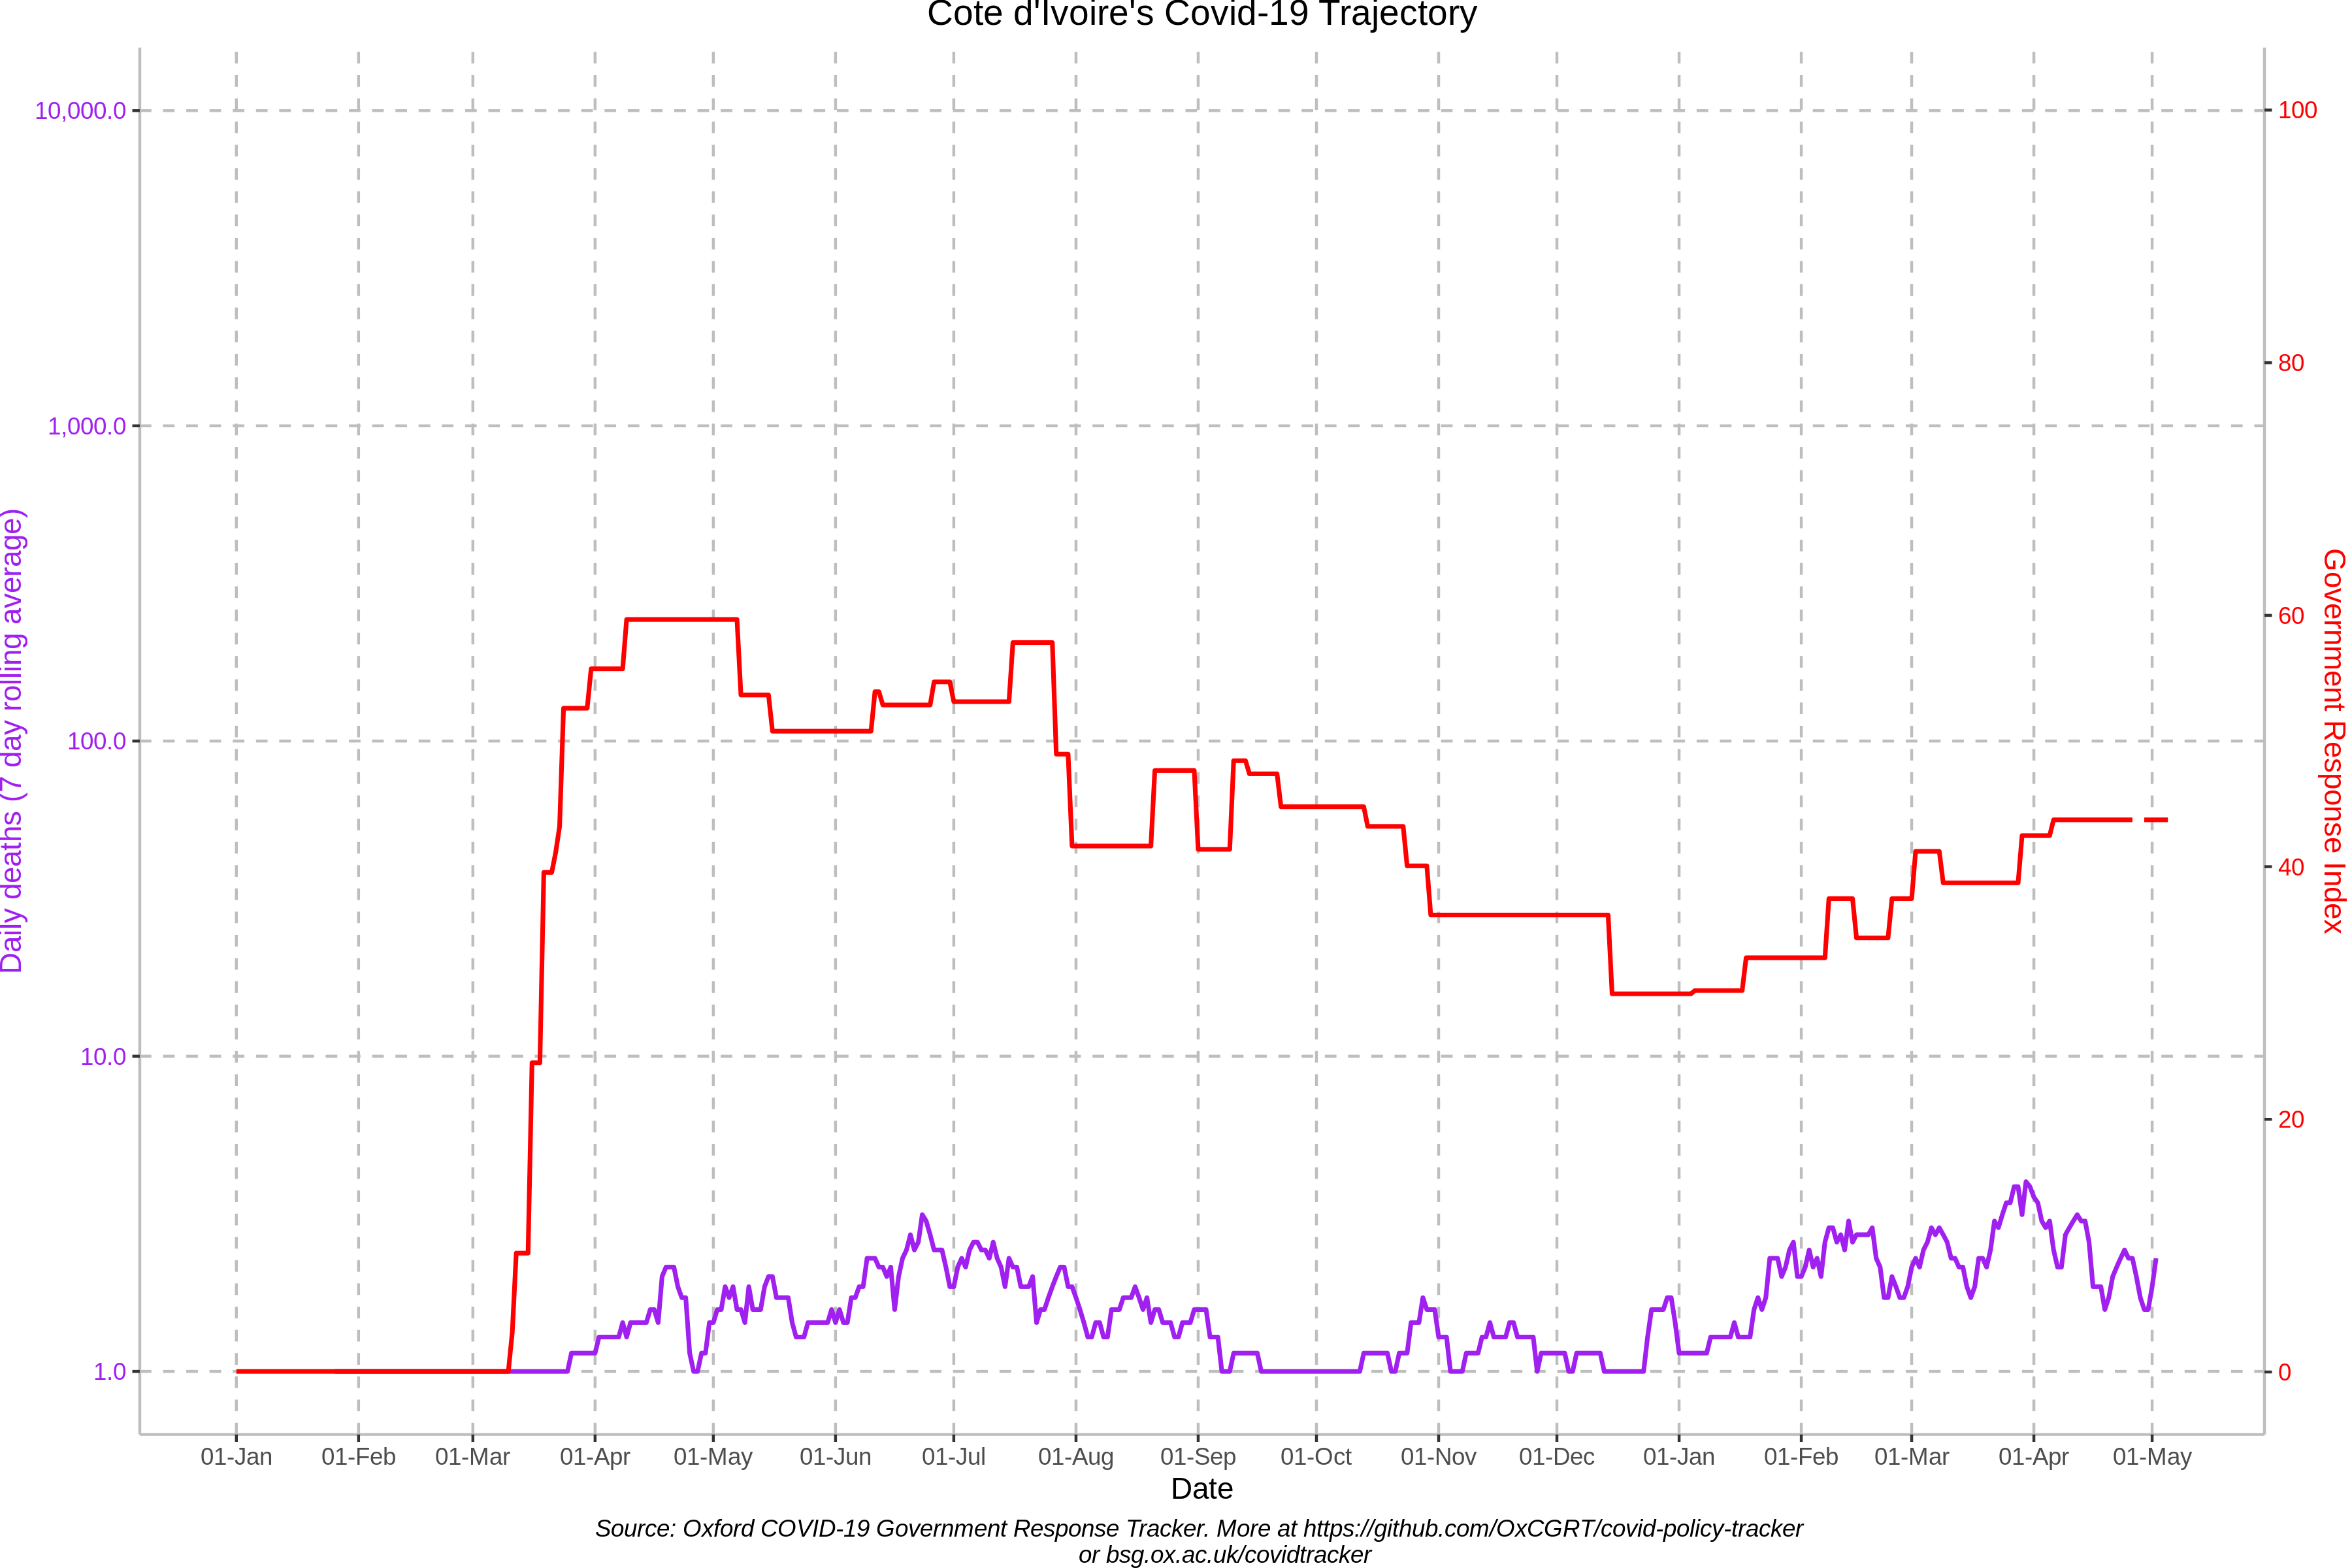 Cote d'Ivoire's Covid-19 Trajectory
10,000.0
1,000.0
100.0
10.0
1.0
Daily deaths (7 day rolling average)
100
80
60
40
20
0
Government Response Index
01-Jan 01-Feb 01-Mar 01-Apr 01-May 01-Jun 01-Jul 01-Aug 01-Sep 01-Oct 01-Nov 01-Dec 01-Jan 01-Feb 01-Mar 01-Apr 01-May
Date
Source: Oxford COVID-19 Government Response Tracker. More at https://github.com/OxCGRT/covid-policy-tracker
or bsg.ox.ac.uk/covidtracker